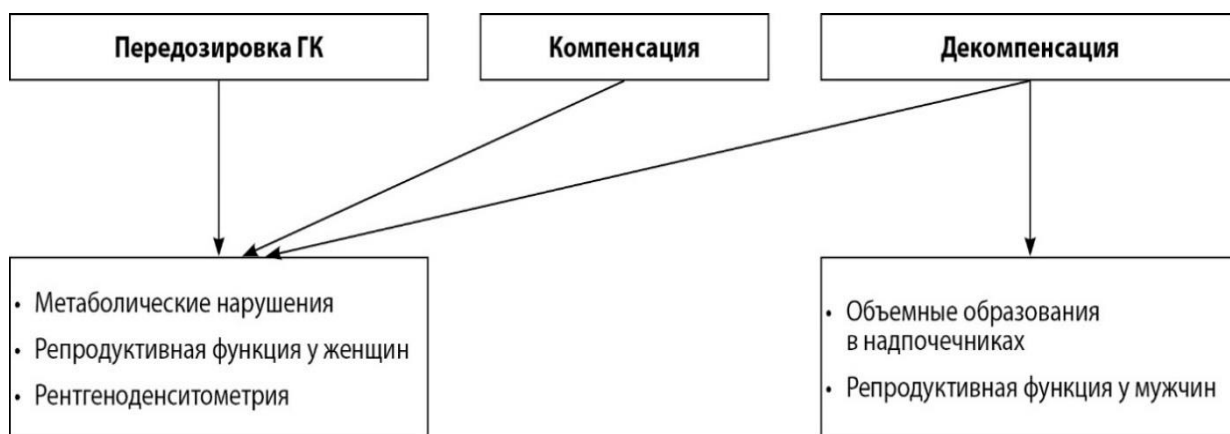 Передозировка ГК
Компенсация
Декомпенсация
• Метаболические нарушения
• Репродуктивная функция у женщин
• Рентгеноденситометрия
• Объемные образования
в надпочечниках
• Репродуктивная функция у мужчин